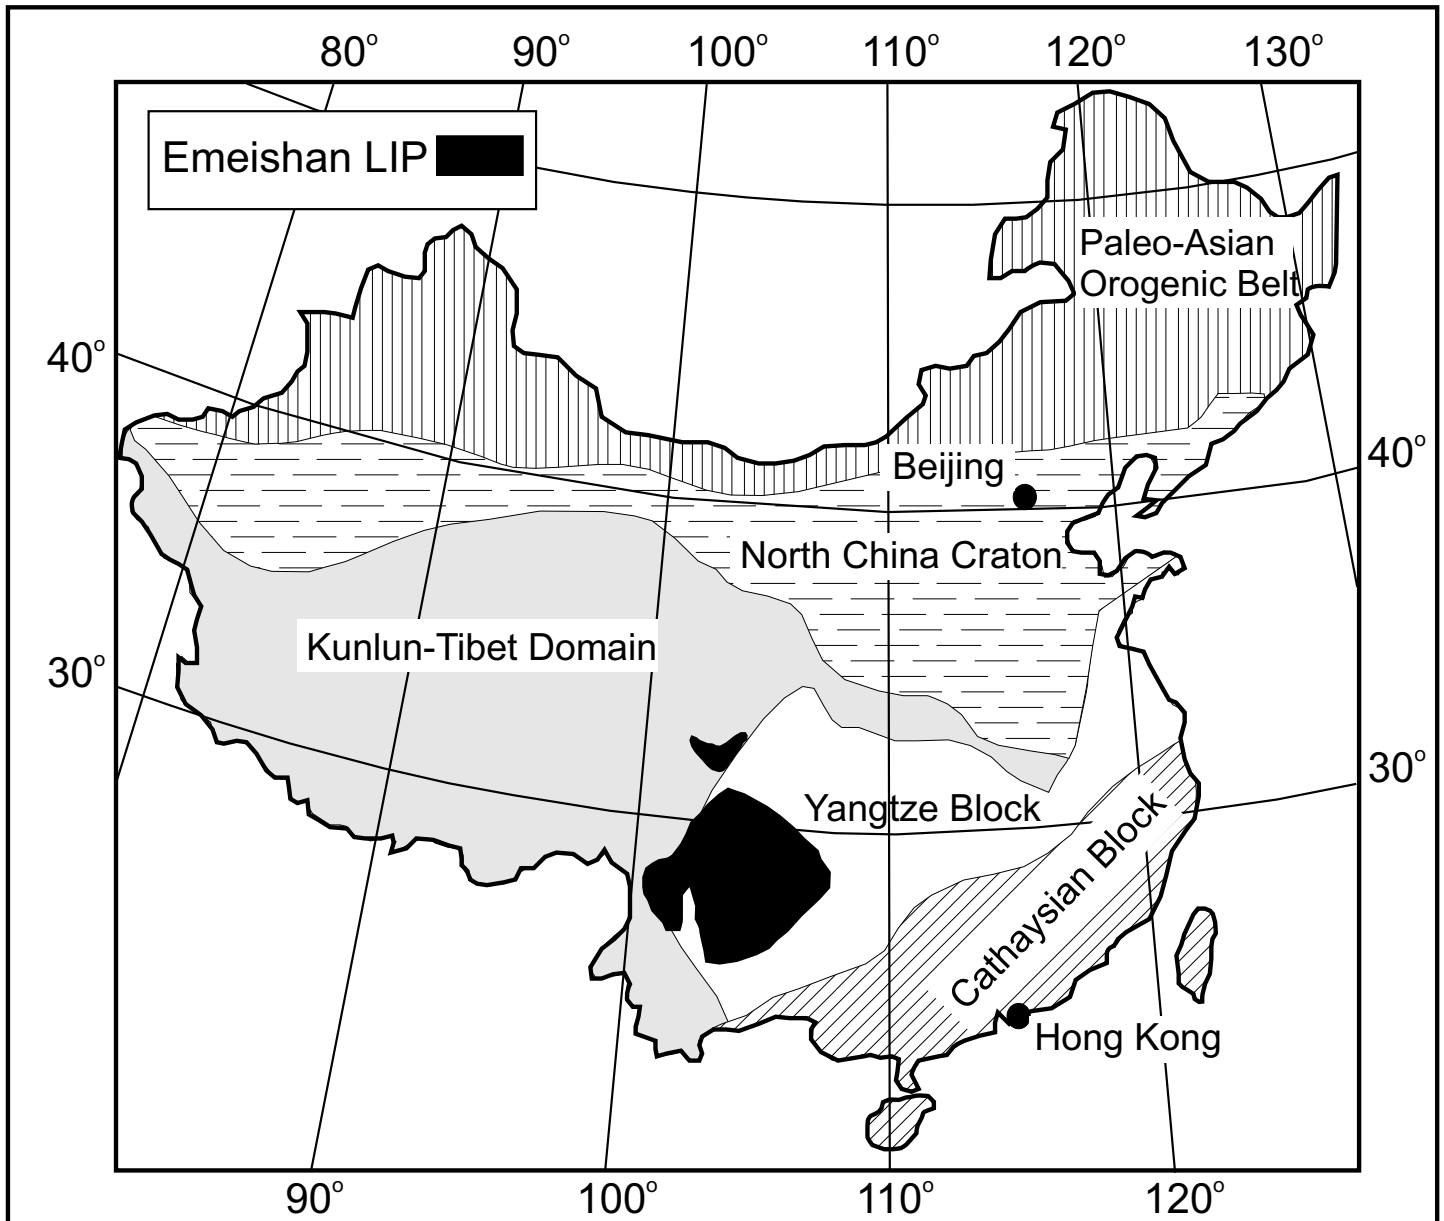 80° 90° 100° 110° 120° 130°
Emeishan LIP
Paleo-Asian
Orogenic Belt
40°
40°
Beijing
North China Craton
Kunlun-Tibet Domain
30°
30°
Yangtze Block
Cathaysian Block
Hong Kong
90° 100° 110° 120°